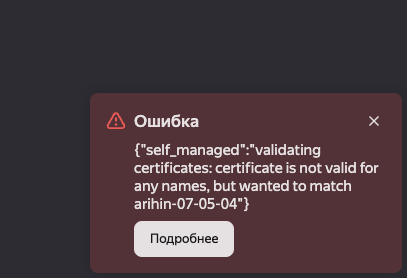 Ошибка
{"self_managed":"validating
certificates: certificate is not valid for
any names, but wanted to match
arihin-07-05-04"}
Подробнее